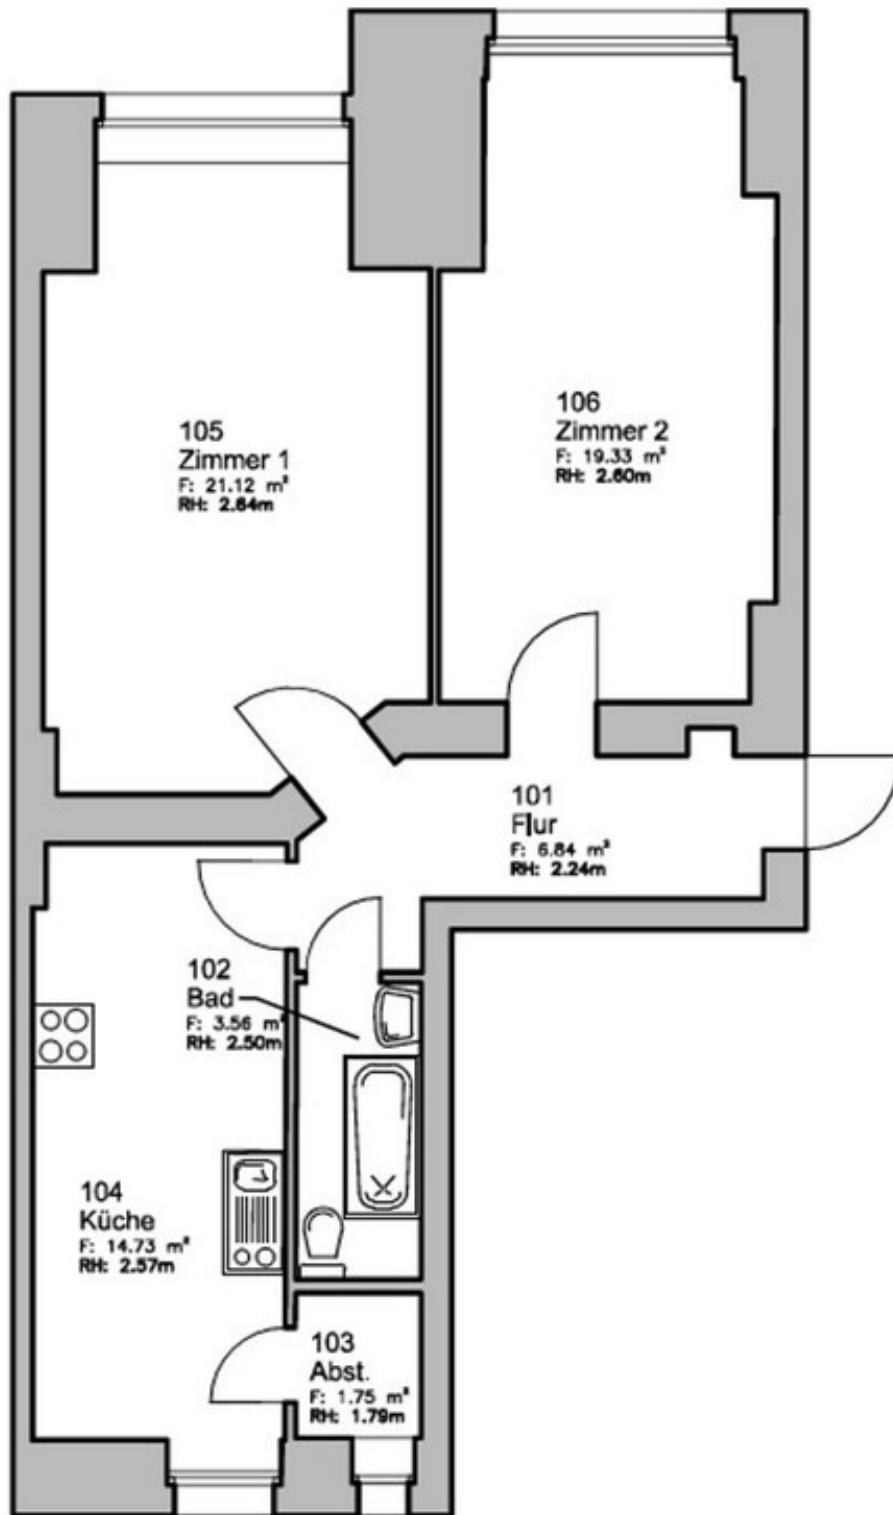 105
Zimmer 1
F: 21.12 m²
RH: 2.64m
106
Zimmer 2
F: 19.33 m²
RH: 2.60m
101
Flur
F: 6.84 m²
RH: 2.24m
102
Bad
F: 3.56 m²
RH: 2.50m
104
Küche
F: 14.73 m²
RH: 2.57m
103
Abst.
F: 1.75 m²
RH: 1.79m